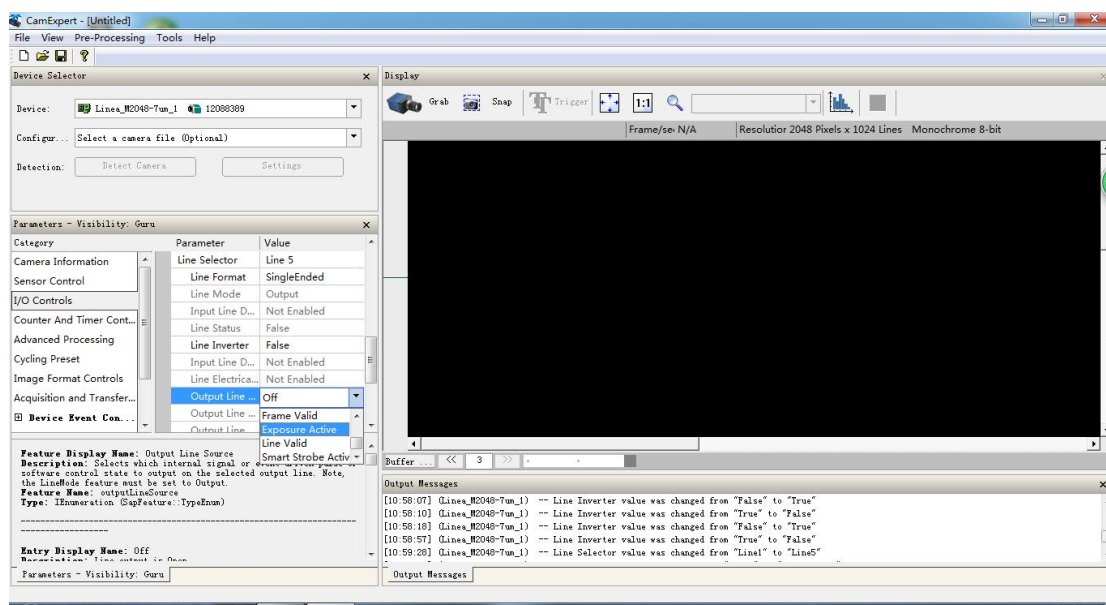 CamExpert - [Untitled]
File View Pre-Processing Tools Help
Device Selector
Device: Linea_M2048-7um_1 12088389
Configur... Select a camera file (Optional)
Detection: Detect Camera Settings
Parameters - Visibility: Guru
Category
Camera Information
Sensor Control
I/O Controls
Counter And Timer Cont...
Advanced Processing
Cycling Preset
Image Format Controls
Acquisition and Transfer...
Device Event Con...
Parameter Value
Line Selector Line 5
Line Format SingleEnded
Line Mode Output
Input Line D... Not Enabled
Line Status False
Line Inverter False
Input Line D... Not Enabled
Line Electrica... Not Enabled
Output Line ... Off
Output Line ... Frame Valid
Output Line Exposure Active
Line Valid
Smart Strobe Activ
Feature Display Name: Output Line Source
Description: Selects which internal signal or
software control state to output on the selected output line. Note,
the LineMode feature must be set to Output.
Feature Name: outputLineSource
Type: IEnumeration (SapFeature::TypeEnum)
Entry Display Name: Off
Description: Line output is Open
Parameters - Visibility: Guru
Display
Grab Snap Trigger 1:1
Frame/sec N/A Resolutior 2048 Pixels x 1024 Lines Monochrome 8-bit
Buffer ... 3
Output Messages
[10:58:07] (Linea_M2048-7um_1) -- Line Inverter value was changed from "False" to "True"
[10:58:10] (Linea_M2048-7um_1) -- Line Inverter value was changed from "True" to "False"
[10:58:18] (Linea_M2048-7um_1) -- Line Inverter value was changed from "False" to "True"
[10:58:57] (Linea_M2048-7um_1) -- Line Inverter value was changed from "True" to "False"
[10:59:28] (Linea_M2048-7um_1) -- Line Selector value was changed from "Line1" to "Line5"
Output Messages